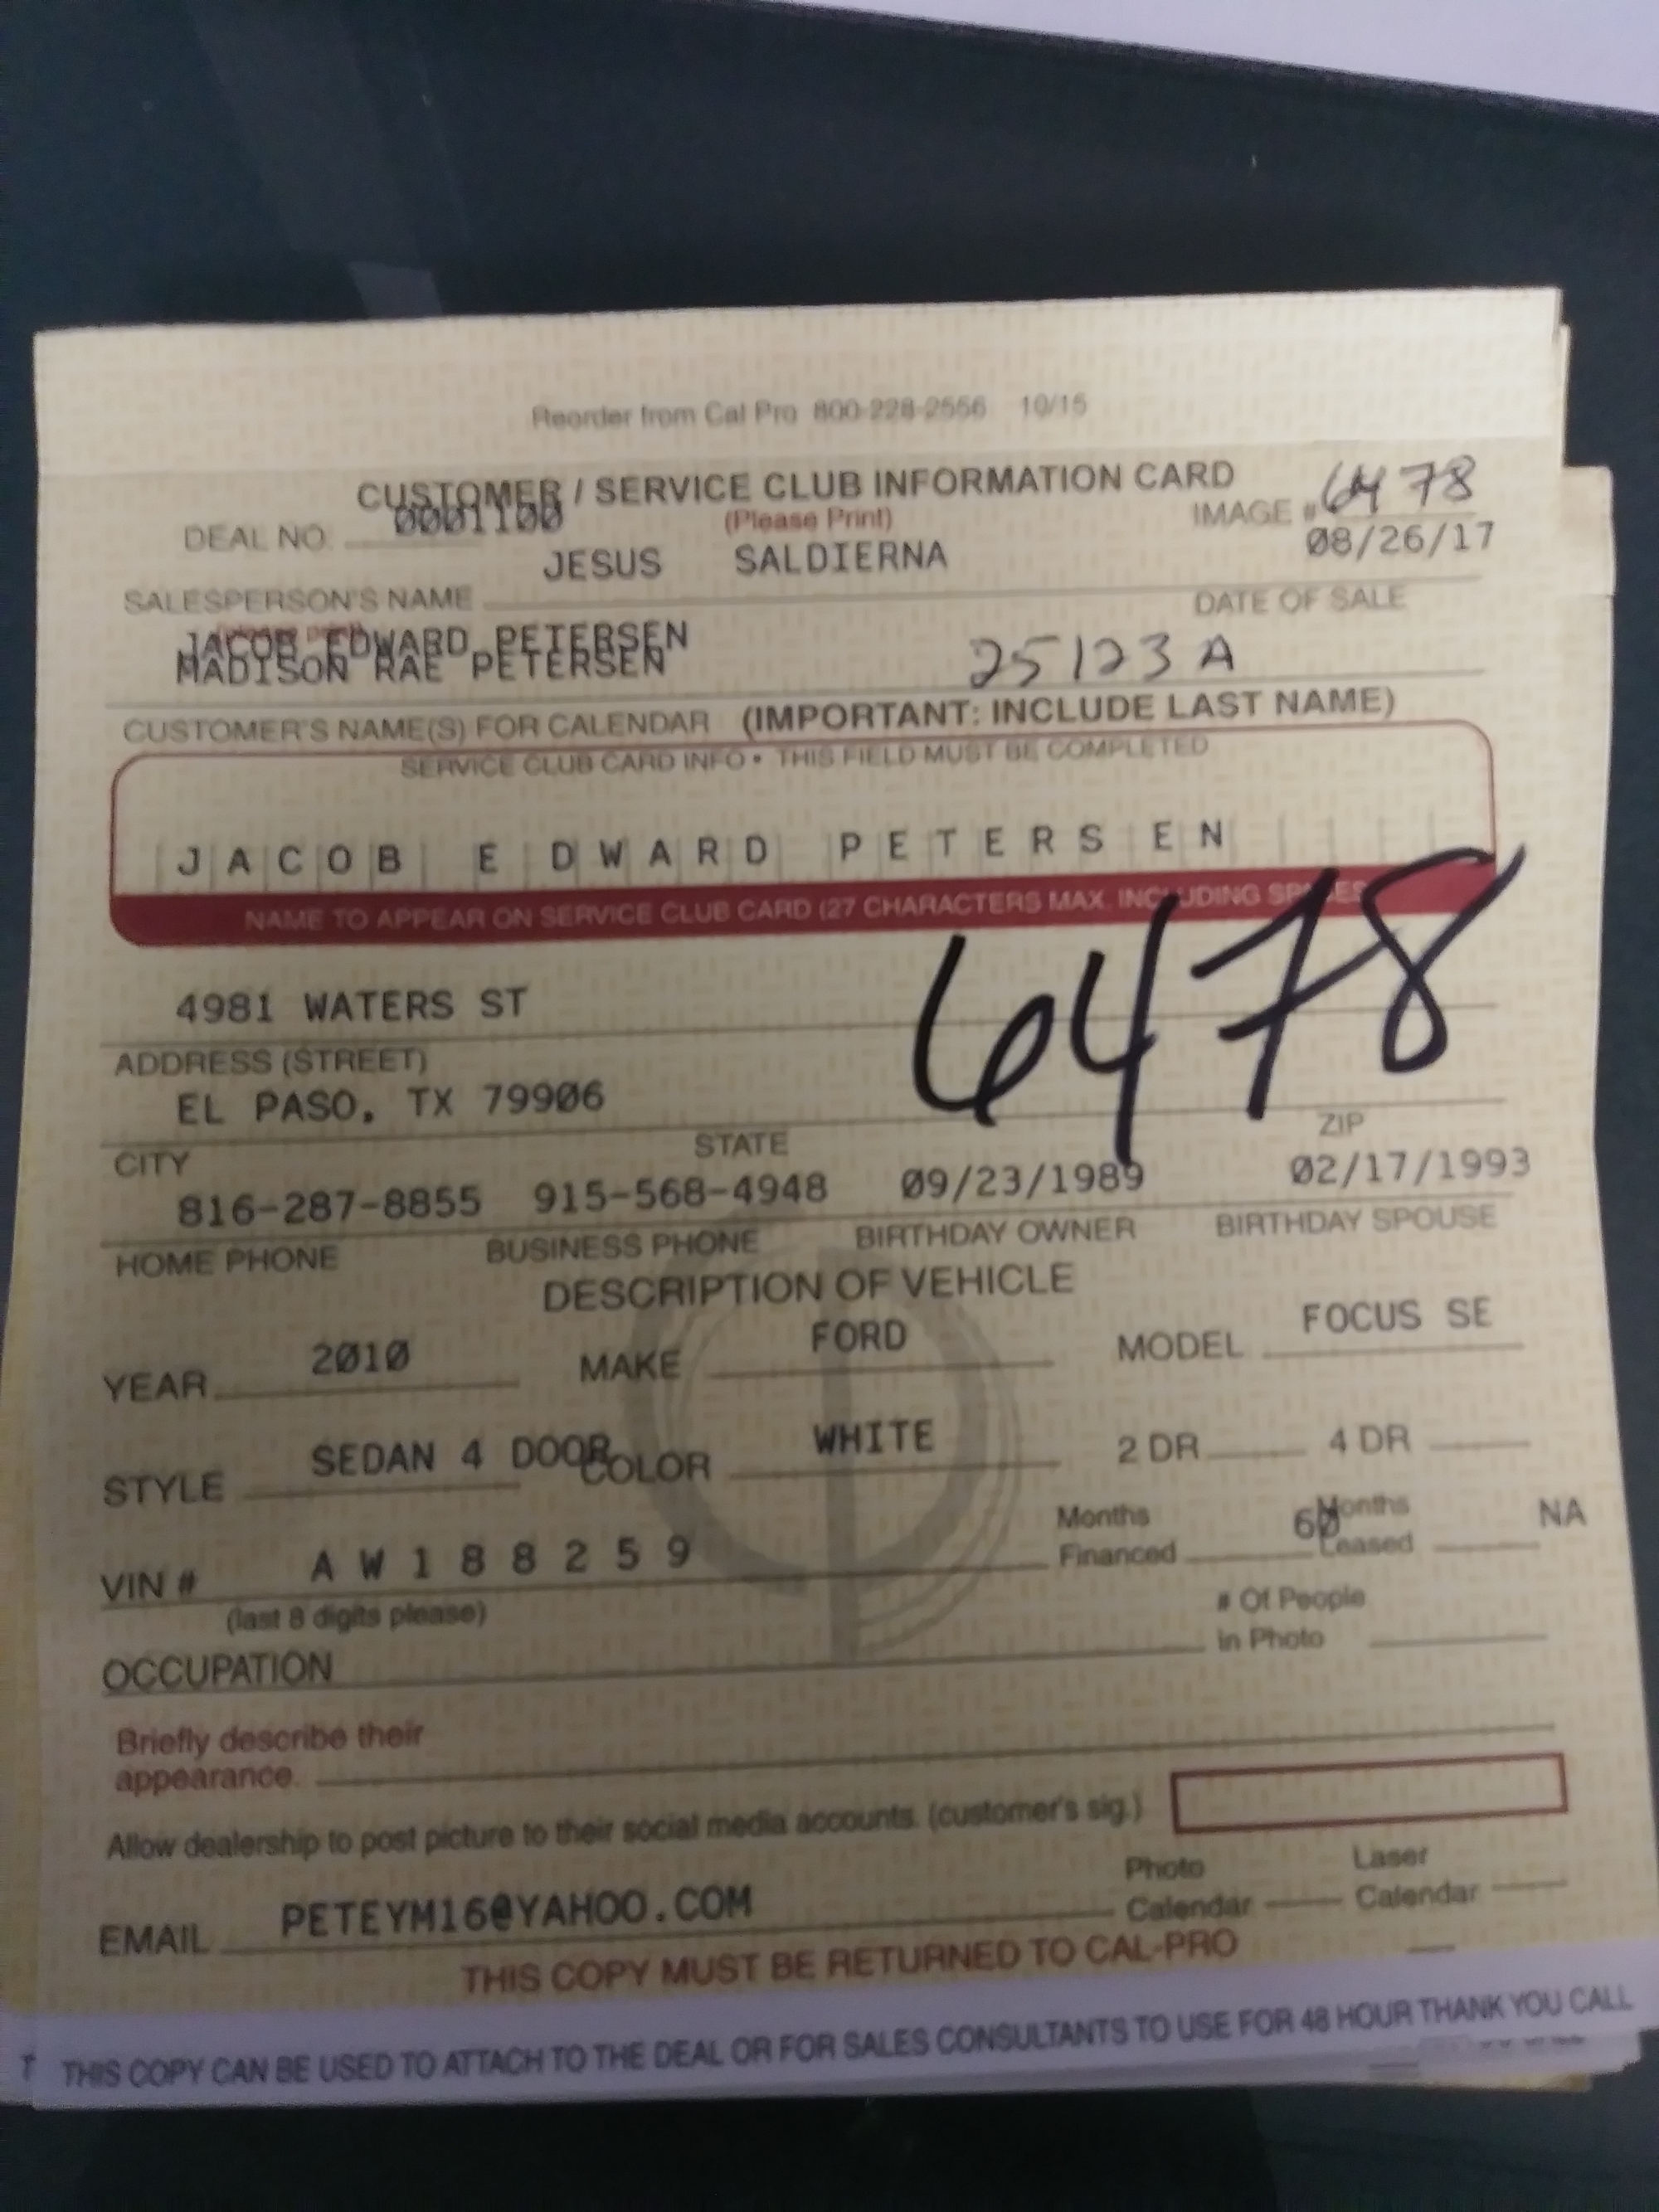 Reorder from Cal Pro 800-228-2556 10/15
CUSTOMER / SERVICE CLUB INFORMATION CARD
DEAL NO. 0001100 (Please Print) IMAGE # 6478
JESUS SALDIERNA 08/26/17
SALESPERSON'S NAME DATE OF SALE
JACOB EDWARD PETERSEN
MADISON RAE PETERSEN 25123A
CUSTOMER'S NAME(S) FOR CALENDAR (IMPORTANT: INCLUDE LAST NAME)
SERVICE CLUB CARD INFO • THIS FIELD MUST BE COMPLETED
JACOB EDWARD PETERSEN
NAME TO APPEAR ON SERVICE CLUB CARD (27 CHARACTERS MAX. INCLUDING SPACES
6478
4981 WATERS ST
ADDRESS (STREET)
EL PASO, TX 79906
CITY STATE ZIP
816-287-8855 915-568-4948 09/23/1989 02/17/1993
HOME PHONE BUSINESS PHONE BIRTHDAY OWNER BIRTHDAY SPOUSE
DESCRIPTION OF VEHICLE
YEAR 2010 MAKE FORD MODEL FOCUS SE
STYLE SEDAN 4 DOOR COLOR WHITE 2 DR 4 DR
VIN # AW188259 Months Financed 60 Months Leased NA
(last 8 digits please)
OCCUPATION # Of People in Photo
Briefly describe their
appearance.
Allow dealership to post picture to their social media accounts. (customer's sig.)
EMAIL PETEYM16@YAHOO.COM Photo Calendar Laser Calendar
THIS COPY MUST BE RETURNED TO CAL-PRO
THIS COPY CAN BE USED TO ATTACH TO THE DEAL OR FOR SALES CONSULTANTS TO USE FOR 48 HOUR THANK YOU CALL